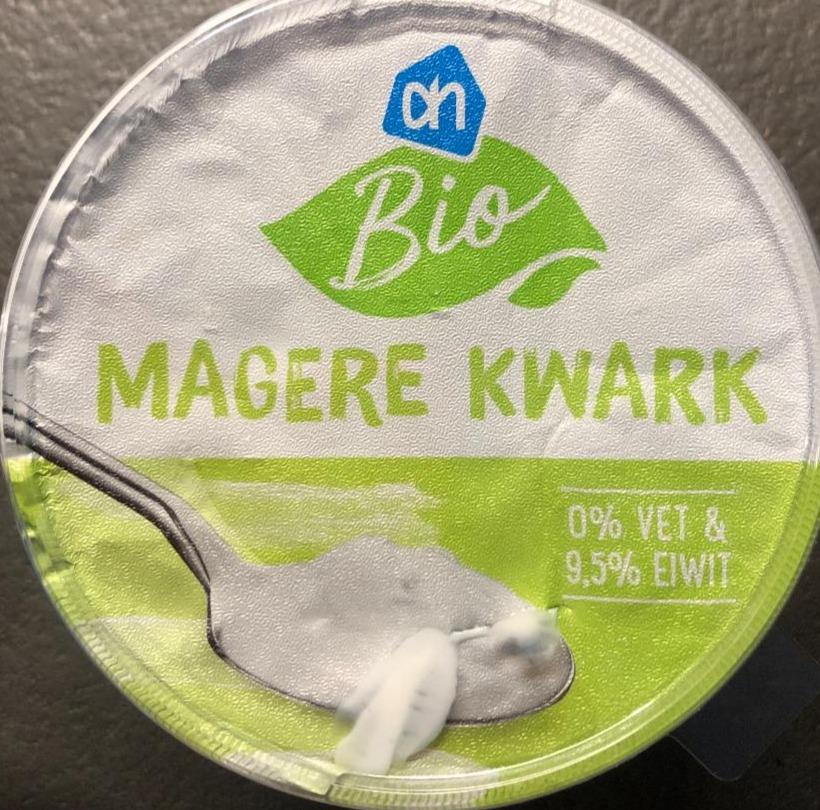 ah
Bio
MAGERE KWARK
0% VET &
9,5% EIWIT